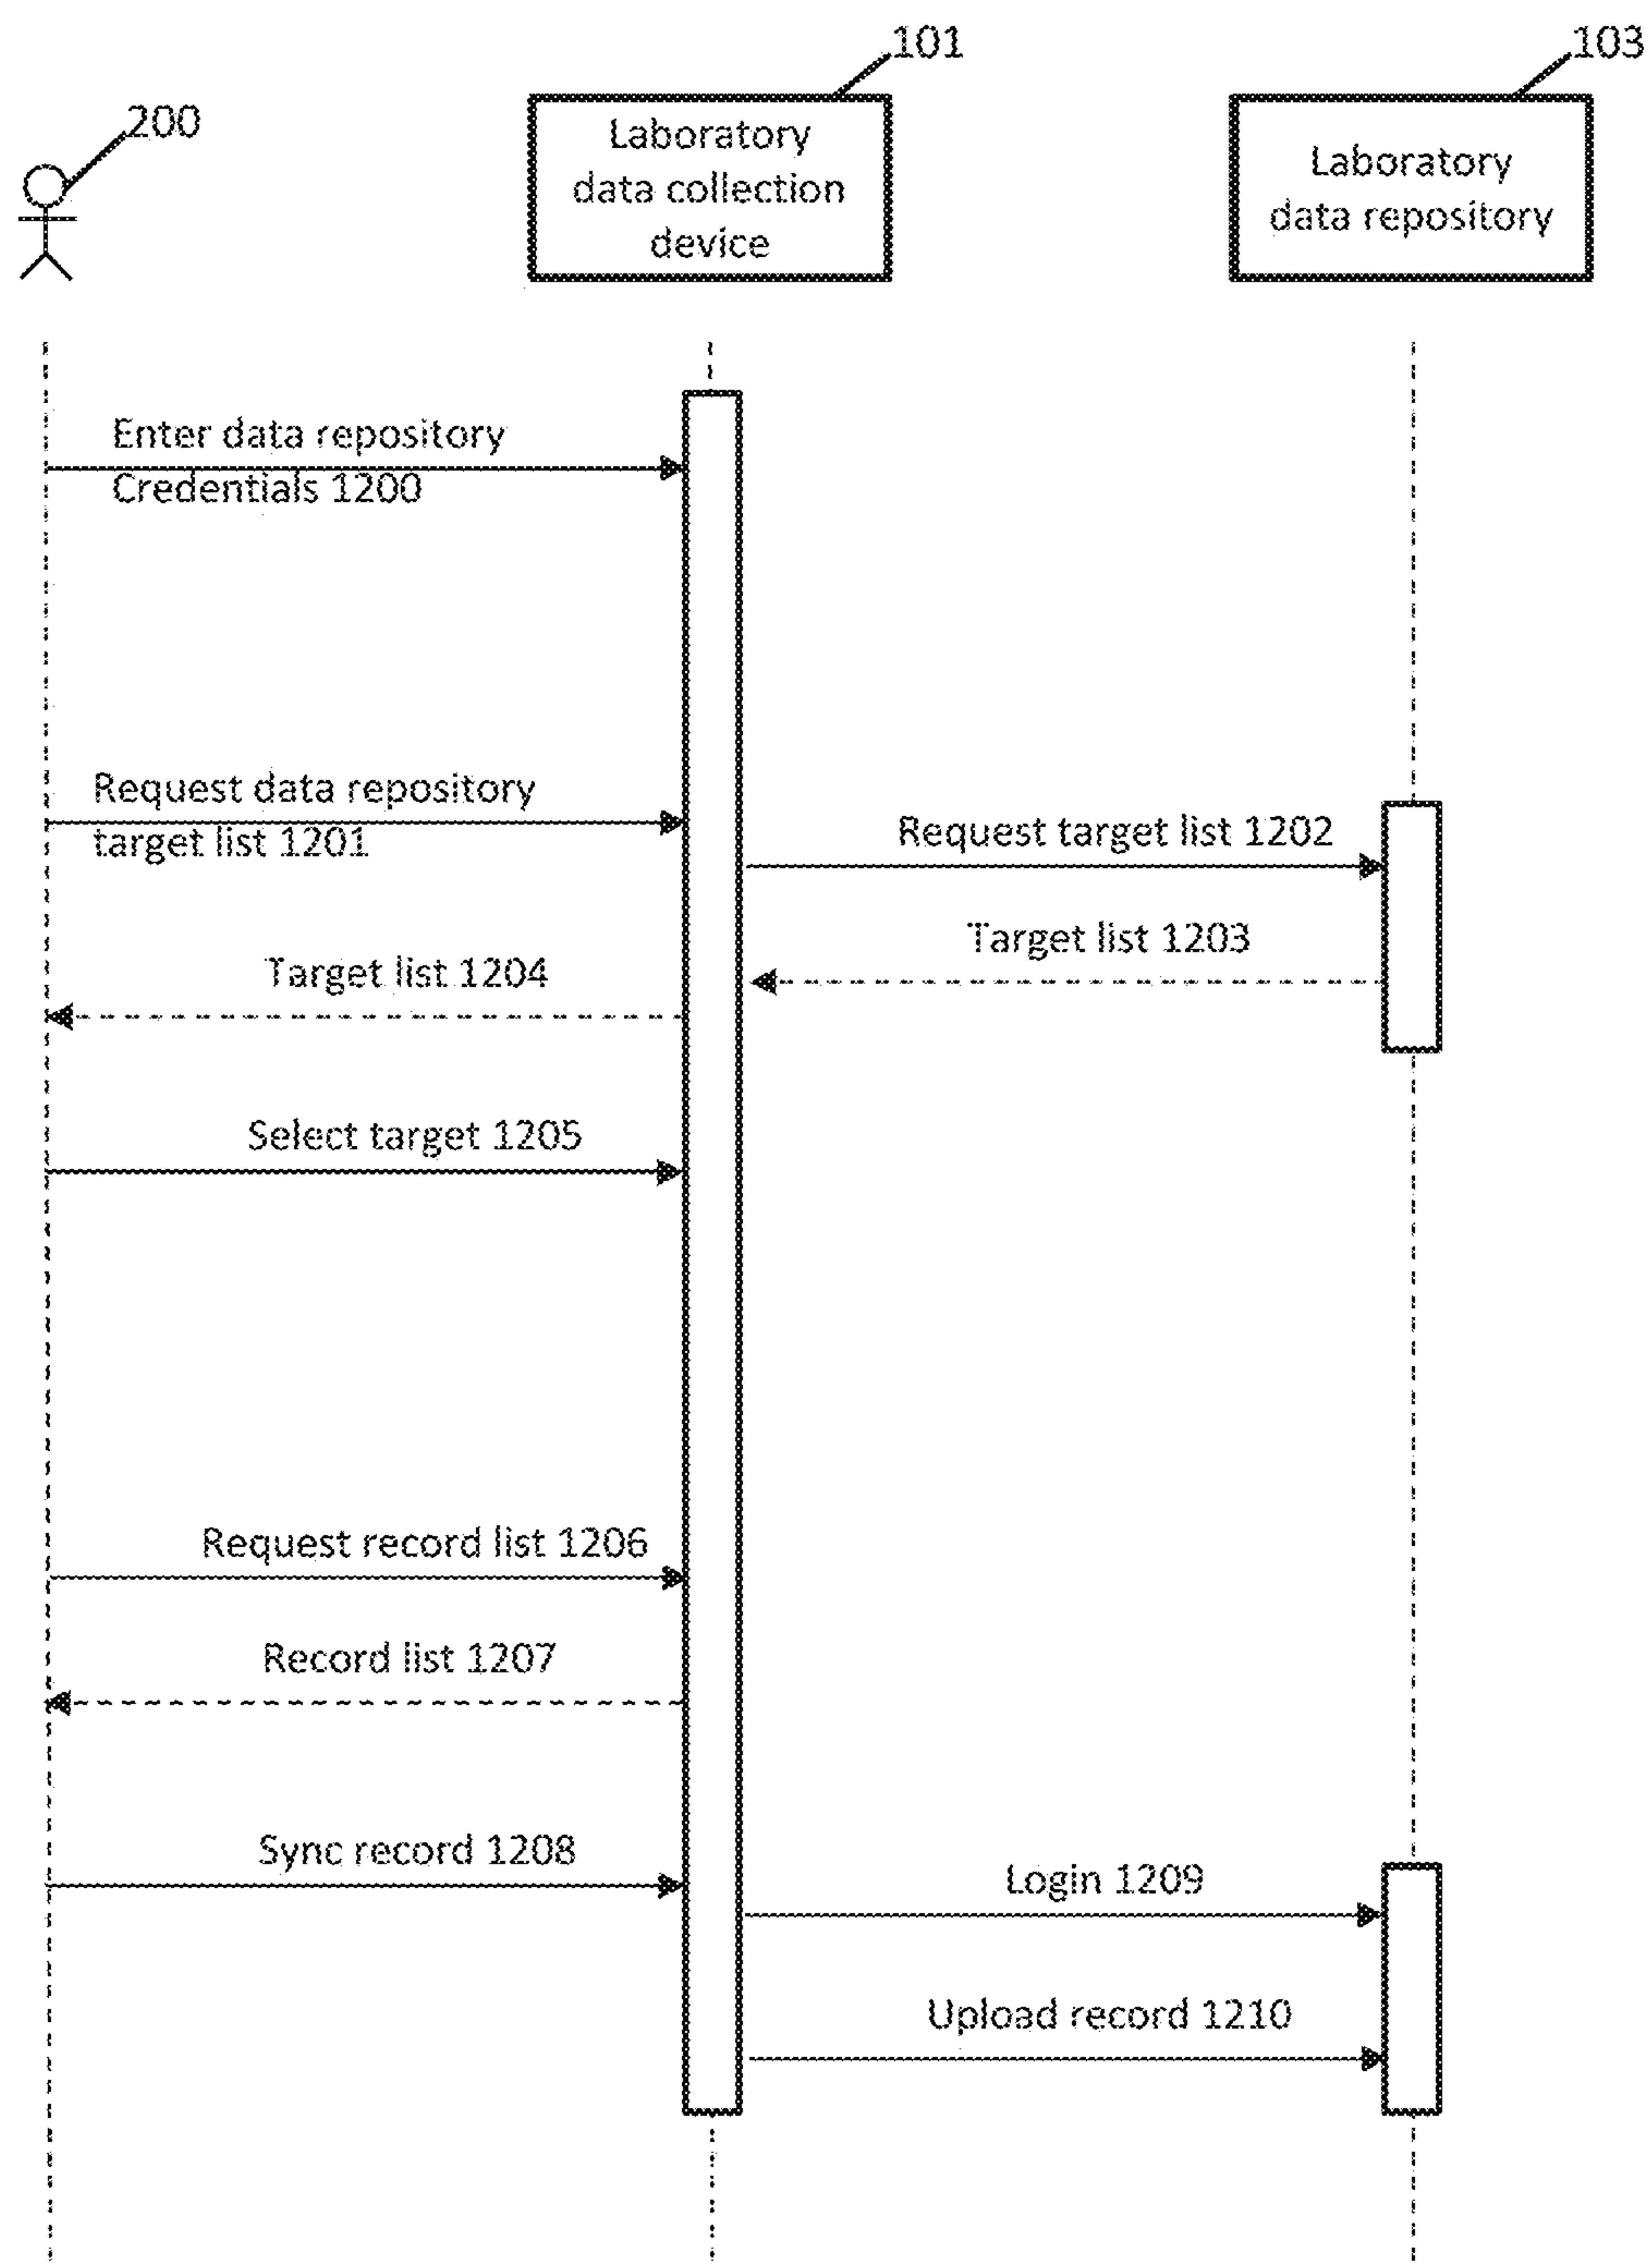 101
103
200
Laboratory
data collection
device
Laboratory
data repository
Enter data repository
Credentials 1200
Request data repository
target list 1201
Request target list 1202
Target list 1203
Target list 1204
Select target 1205
Request record list 1206
Record list 1207
Sync record 1208
Login 1209
Upload record 1210